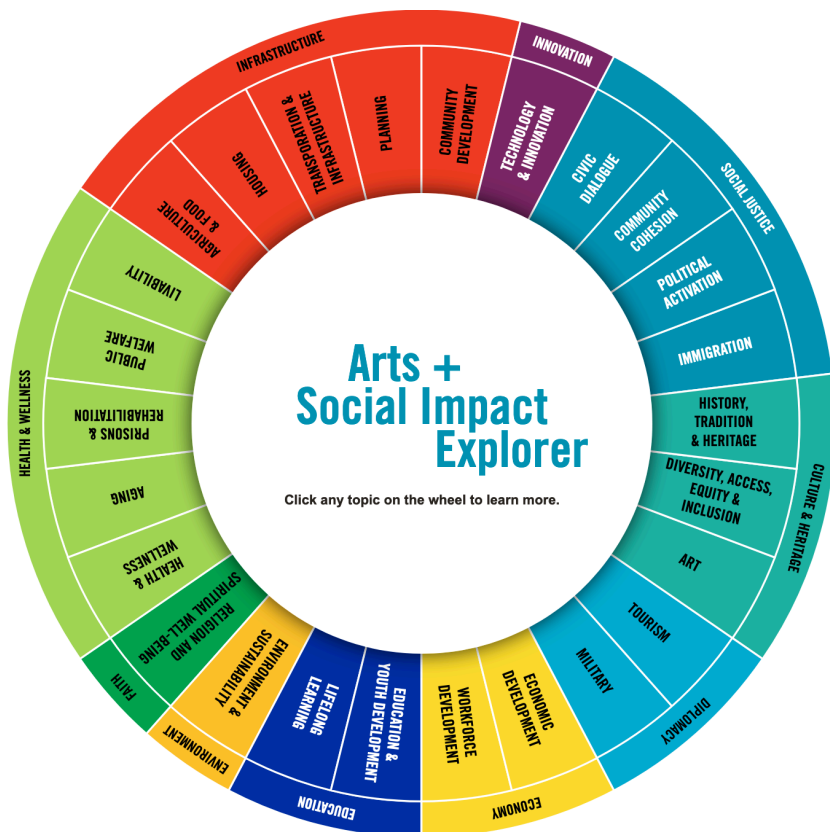 INFRASTRUCTURE
INNOVATION
SOCIAL JUSTICE
CULTURE & HERITAGE
DIPLOMACY
ECONOMY
EDUCATION
ENVIRONMENT
FAITH
HEALTH & WELLNESS
AGRICULTURE
& FOOD
HOUSING
TRANSPORATION &
INFRASTRUCTURE
PLANNING
COMMUNITY
DEVELOPMENT
TECHNOLOGY
& INNOVATION
CIVIC
DIALOGUE
COMMUNITY
COHESION
POLITICAL
ACTIVATION
IMMIGRATION
HISTORY,
TRADITION
& HERITAGE
DIVERSITY, ACCESS,
EQUITY &
INCLUSION
ART
TOURISM
MILITARY
ECONOMIC
DEVELOPMENT
WORKFORCE
DEVELOPMENT
EDUCATION &
YOUTH DEVELOPMENT
LIFELONG
LEARNING
ENVIRONMENT &
SUSTAINABILITY
RELIGION AND
SPRITUAL WELL-BEING
HEALTH &
WELLNESS
AGING
PRISONS &
REHABILITATION
PUBLIC
WELFARE
LIVABILITY
Arts +
Social Impact
Explorer
Click any topic on the wheel to learn more.